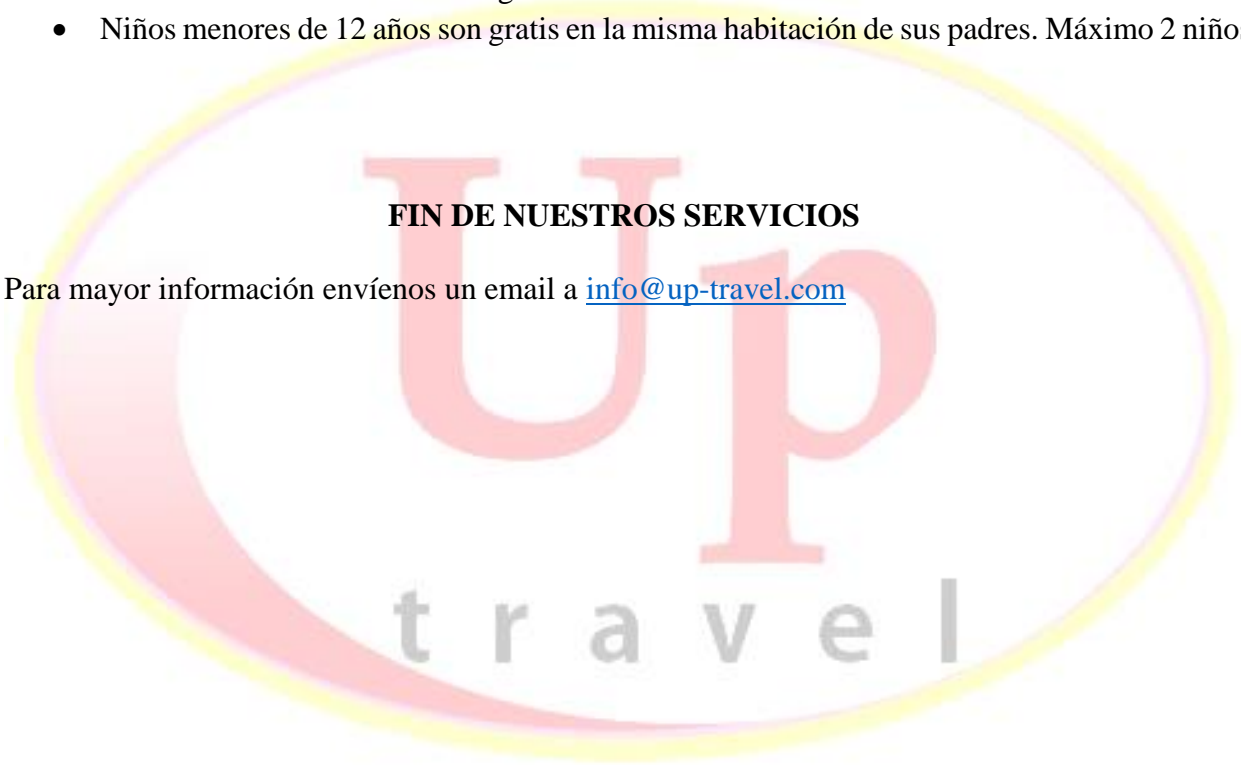 • Niños menores de 12 años son gratis en la misma habitación de sus padres. Máximo 2 niño
FIN DE NUESTROS SERVICIOS
Para mayor información envíenos un email a info@up-travel.com
Up
travel